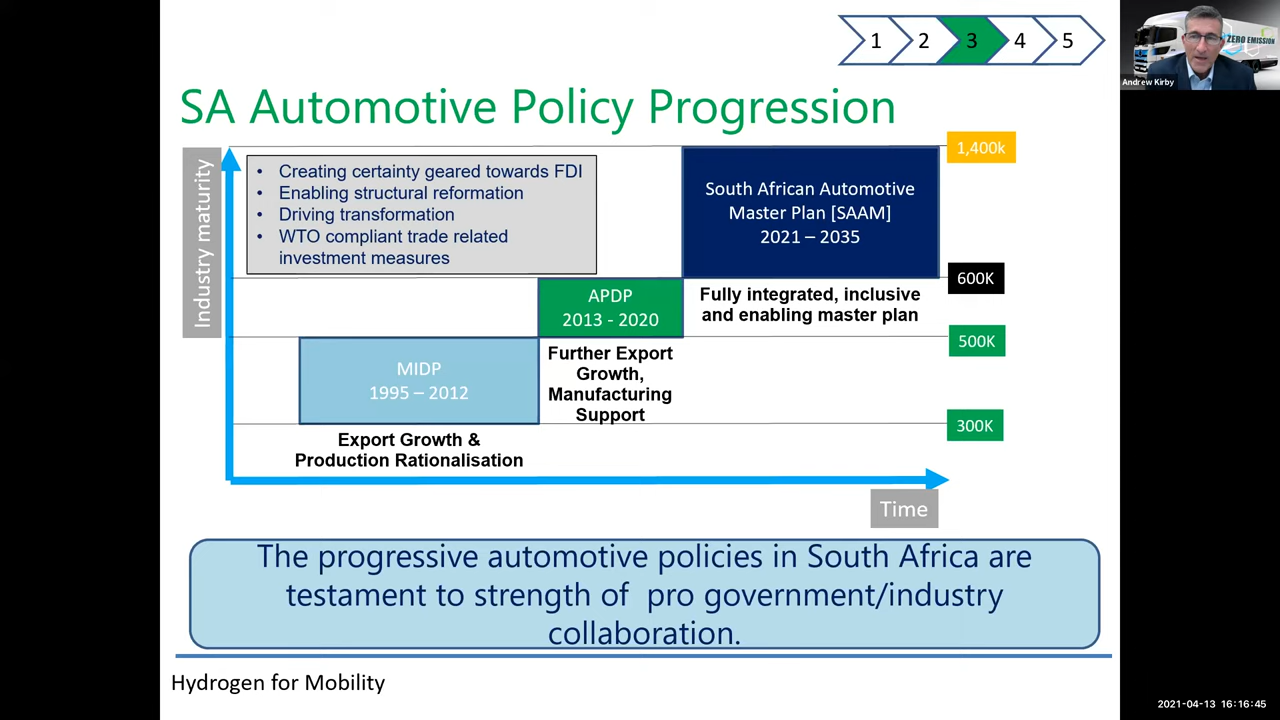 1 2 3 4 5
ZERO EMISSION
Andrew Kirby
SA Automotive Policy Progression
Industry maturity
• Creating certainty geared towards FDI
• Enabling structural reformation
• Driving transformation
• WTO compliant trade related
investment measures
South African Automotive
Master Plan [SAAM]
2021 – 2035
1,400k
600K
APDP
2013 - 2020
Fully integrated, inclusive
and enabling master plan
500K
MIDP
1995 – 2012
Further Export
Growth,
Manufacturing
Support
300K
Export Growth &
Production Rationalisation
Time
The progressive automotive policies in South Africa are
testament to strength of pro government/industry
collaboration.
Hydrogen for Mobility
2021-04-13 16:16:45